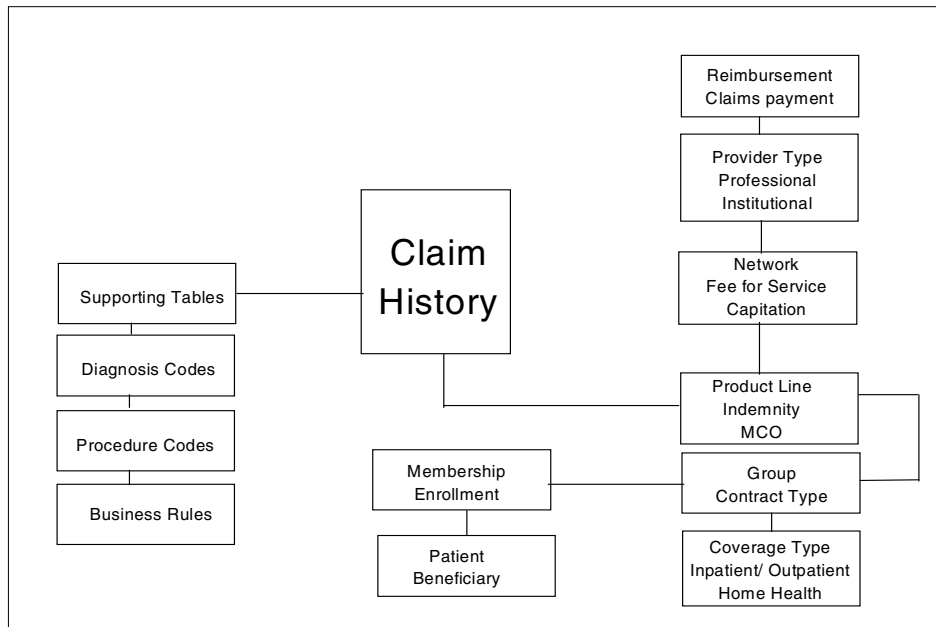 Reimbursement
Claims payment
Provider Type
Professional
Institutional
Claim
History
Network
Fee for Service
Capitation
Supporting Tables
Diagnosis Codes
Procedure Codes
Business Rules
Product Line
Indemnity
MCO
Membership
Enrollment
Group
Contract Type
Patient
Beneficiary
Coverage Type
Inpatient/ Outpatient
Home Health